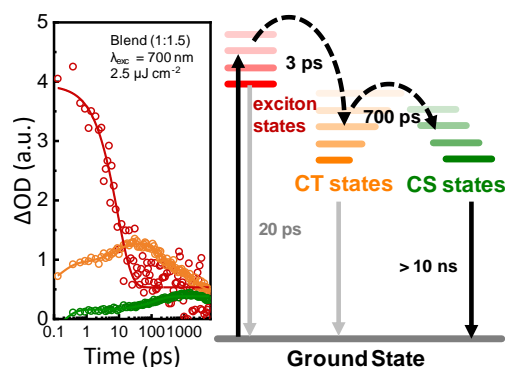 Blend (1:1.5)
λexc = 700 nm
2.5 μJ cm⁻²
ΔOD (a.u.)
5
4
3
2
1
0
0.1
1
10
100
1000
Time (ps)
3 ps
exciton
states
700 ps
CT states
CS states
20 ps
> 10 ns
Ground State